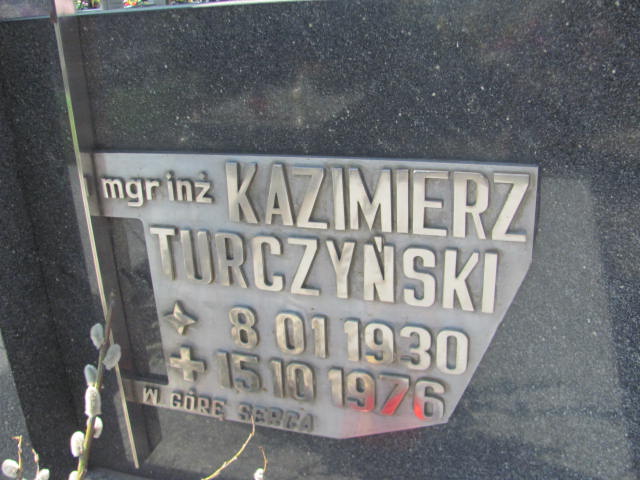 mgr inż KAZIMIERZ
TURCZYŃSKI
8 01 1930
15.10 1976
W GÓRĘ SERCA